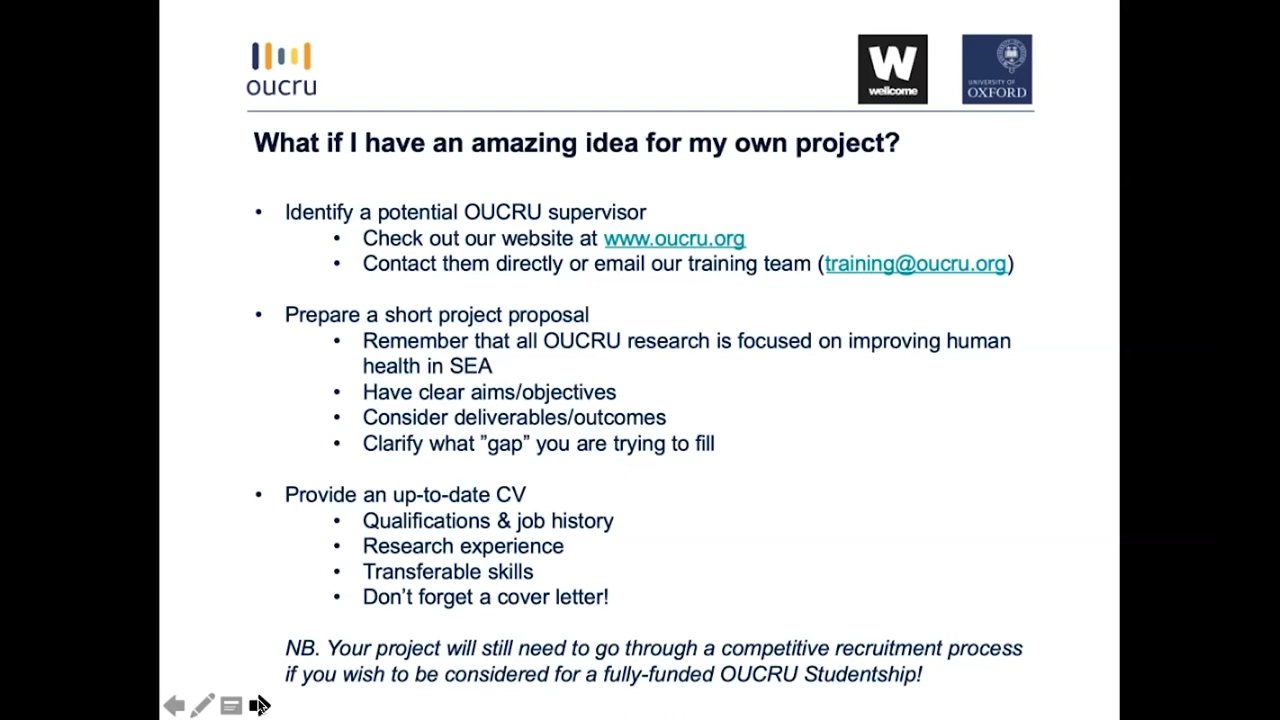 oucru
W
wellcome
UNIVERSITY OF
OXFORD
What if I have an amazing idea for my own project?
• Identify a potential OUCRU supervisor
• Check out our website at www.oucru.org
• Contact them directly or email our training team (training@oucru.org)
• Prepare a short project proposal
• Remember that all OUCRU research is focused on improving human
health in SEA
• Have clear aims/objectives
• Consider deliverables/outcomes
• Clarify what ”gap” you are trying to fill
• Provide an up-to-date CV
• Qualifications & job history
• Research experience
• Transferable skills
• Don’t forget a cover letter!
NB. Your project will still need to go through a competitive recruitment process
if you wish to be considered for a fully-funded OUCRU Studentship!